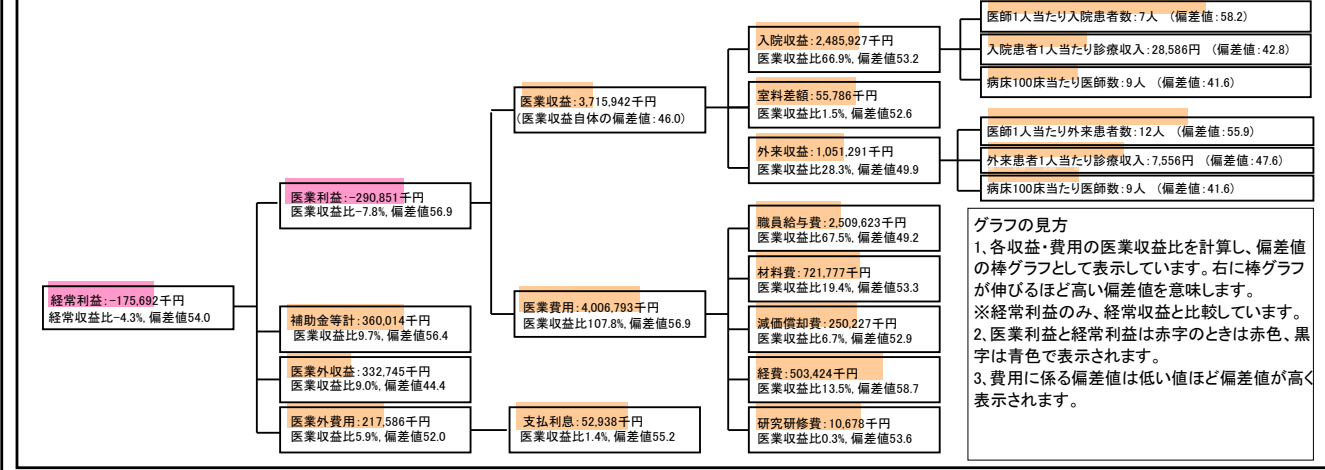 経常利益:-175,692千円
経常収益比-4.3%, 偏差値54.0
医業利益:-290,851千円
医業収益比-7.8%, 偏差値56.9
補助金等計:360,014千円
医業収益比9.7%, 偏差値56.4
医業外収益:332,745千円
医業収益比9.0%, 偏差値44.4
医業外費用:217,586千円
医業収益比5.9%, 偏差値52.0
医業収益:3,715,942千円
(医業収益自体の偏差値:46.0)
医業費用:4,006,793千円
医業収益比107.8%, 偏差値56.9
支払利息:52,938千円
医業収益比1.4%, 偏差値55.2
入院収益:2,485,927千円
医業収益比66.9%, 偏差値53.2
室料差額:55,786千円
医業収益比1.5%, 偏差値52.6
外来収益:1,051,291千円
医業収益比28.3%, 偏差値49.9
職員給与費:2,509,623千円
医業収益比67.5%, 偏差値49.2
材料費:721,777千円
医業収益比19.4%, 偏差値53.3
減価償却費:250,227千円
医業収益比6.7%, 偏差値52.9
経費:503,424千円
医業収益比13.5%, 偏差値58.7
研究研修費:10,678千円
医業収益比0.3%, 偏差値53.6
医師1人当たり入院患者数:7人 (偏差値:58.2)
入院患者1人当たり診療収入:28,586円 (偏差値:42.8)
病床100床当たり医師数:9人 (偏差値:41.6)
医師1人当たり外来患者数:12人 (偏差値:55.9)
外来患者1人当たり診療収入:7,556円 (偏差値:47.6)
病床100床当たり医師数:9人 (偏差値:41.6)
グラフの見方
1、各収益・費用の医業収益比を計算し、偏差値
の棒グラフとして表示しています。右に棒グラフ
が伸びるほど高い偏差値を意味します。
※経常利益のみ、経常収益と比較しています。
2、医業利益と経常利益は赤字のときは赤色、黒
字は青色で表示されます。
3、費用に係る偏差値は低い値ほど偏差値が高く
表示されます。